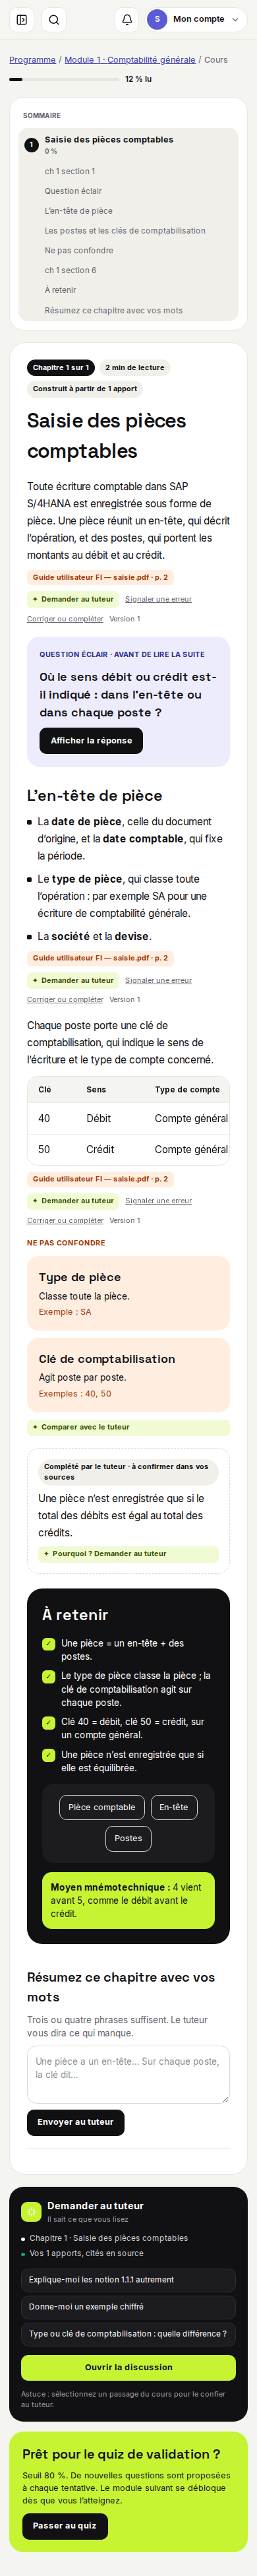 S Mon compte
Programme / Module 1 · Comptabilité générale / Cours
12 % lu
SOMMAIRE
1 Saisie des pièces comptables
0 %
ch 1 section 1
Question éclair
L'en-tête de pièce
Les postes et les clés de comptabilisation
Ne pas confondre
ch 1 section 6
À retenir
Résumez ce chapitre avec vos mots
Chapitre 1 sur 1 2 min de lecture
Construit à partir de 1 apport
Saisie des pièces
comptables
Toute écriture comptable dans SAP
S/4HANA est enregistrée sous forme de
pièce. Une pièce réunit un en-tête, qui décrit
l'opération, et des postes, qui portent les
montants au débit et au crédit.
Guide utilisateur FI — saisie.pdf · p. 2
✦ Demander au tuteur Signaler une erreur
Corriger ou compléter Version 1
QUESTION ÉCLAIR · AVANT DE LIRE LA SUITE
Où le sens débit ou crédit est-
il indiqué : dans l'en-tête ou
dans chaque poste ?
Afficher la réponse
L'en-tête de pièce
La date de pièce, celle du document
d'origine, et la date comptable, qui fixe
la période.
Le type de pièce, qui classe toute
l'opération : par exemple SA pour une
écriture de comptabilité générale.
La société et la devise.
Guide utilisateur FI — saisie.pdf · p. 2
✦ Demander au tuteur Signaler une erreur
Corriger ou compléter Version 1
Chaque poste porte une clé de
comptabilisation, qui indique le sens de
l'écriture et le type de compte concerné.
Clé Sens Type de compte
40 Débit Compte général
50 Crédit Compte général
Guide utilisateur FI — saisie.pdf · p. 2
✦ Demander au tuteur Signaler une erreur
Corriger ou compléter Version 1
NE PAS CONFONDRE
Type de pièce
Classe toute la pièce.
Exemple : SA
Clé de comptabilisation
Agit poste par poste.
Exemples : 40, 50
✦ Comparer avec le tuteur
Complété par le tuteur · à confirmer dans vos
sources
Une pièce n'est enregistrée que si le
total des débits est égal au total des
crédits.
✦ Pourquoi ? Demander au tuteur
À retenir
✓ Une pièce = un en-tête + des
postes.
✓ Le type de pièce classe la pièce ; la
clé de comptabilisation agit sur
chaque poste.
✓ Clé 40 = débit, clé 50 = crédit, sur
un compte général.
✓ Une pièce n'est enregistrée que si
elle est équilibrée.
Pièce comptable En-tête
Postes
Moyen mnémotechnique : 4 vient
avant 5, comme le débit avant le
crédit.
Résumez ce chapitre avec vos
mots
Trois ou quatre phrases suffisent. Le tuteur
vous dira ce qui manque.
Une pièce a un en-tête… Sur chaque poste,
la clé dit…
Envoyer au tuteur
Demander au tuteur
Il sait ce que vous lisez
Chapitre 1 · Saisie des pièces comptables
Vos 1 apports, cités en source
Explique-moi les notion 1.1.1 autrement
Donne-moi un exemple chiffré
Type ou clé de comptabilisation : quelle différence ?
Ouvrir la discussion
Astuce : sélectionnez un passage du cours pour le confier
au tuteur.
Prêt pour le quiz de validation ?
Seuil 80 %. De nouvelles questions sont proposées
à chaque tentative. Le module suivant se débloque
dès que vous l'atteignez.
Passer au quiz